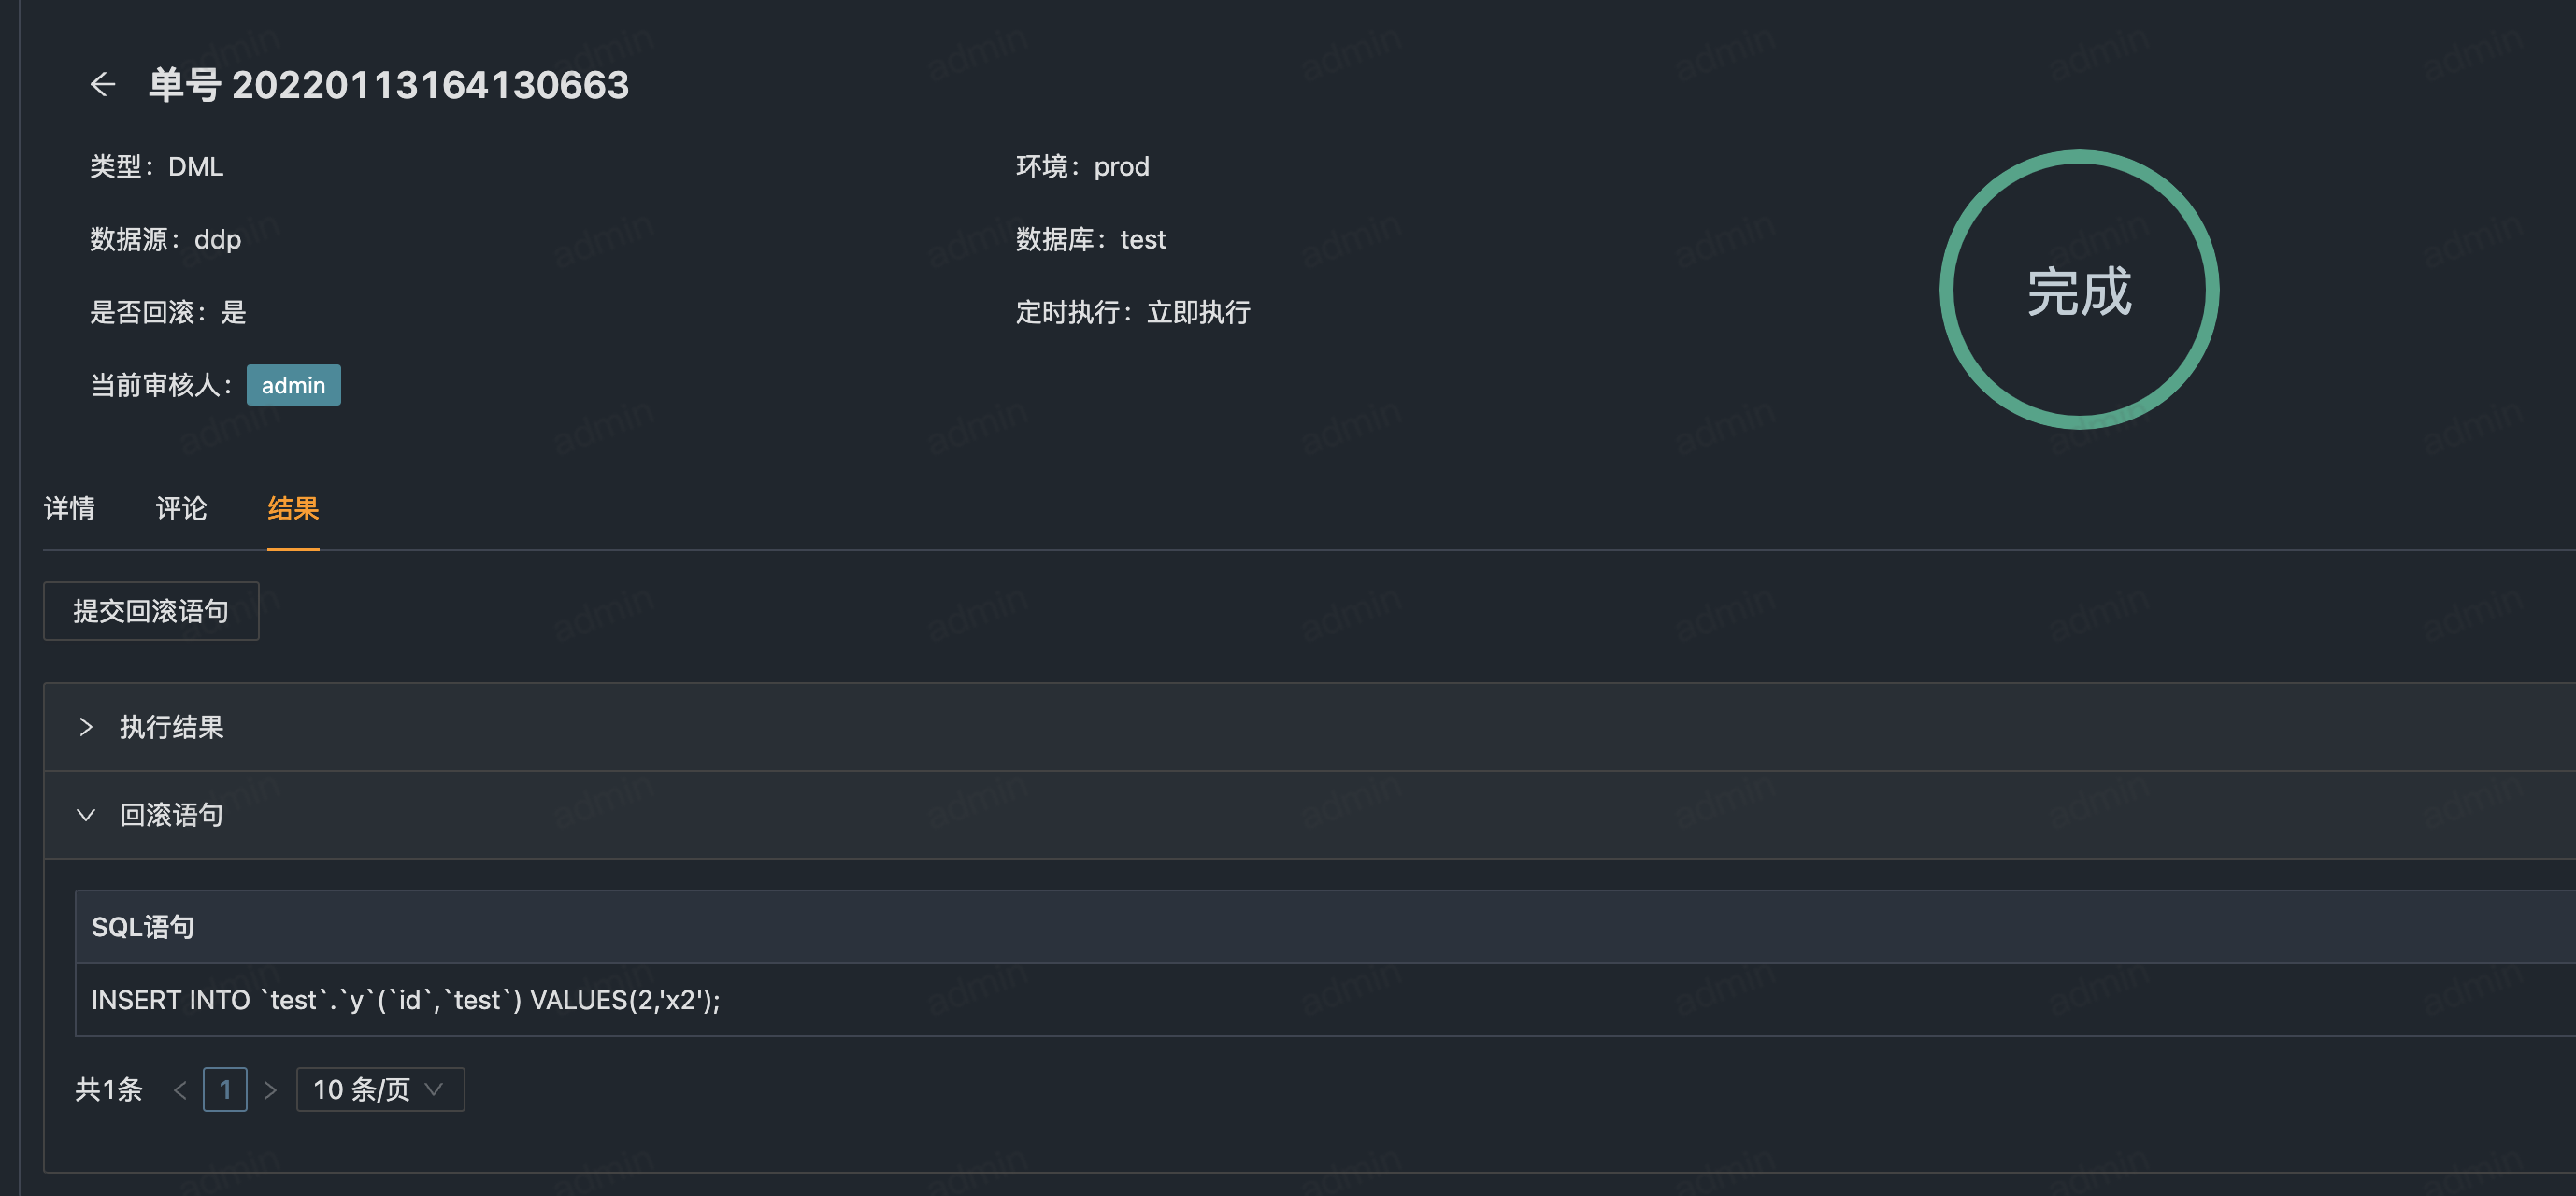 单号 20220113164130663
类型：DML
环境：prod
数据源：ddp
数据库：test
是否回滚：是
定时执行：立即执行
当前审核人：admin
完成
详情 评论 结果
提交回滚语句
执行结果
回滚语句
SQL语句
INSERT INTO `test`.`y`(`id`,`test`) VALUES(2,'x2');
共1条 < 1 > 10 条/页
admin